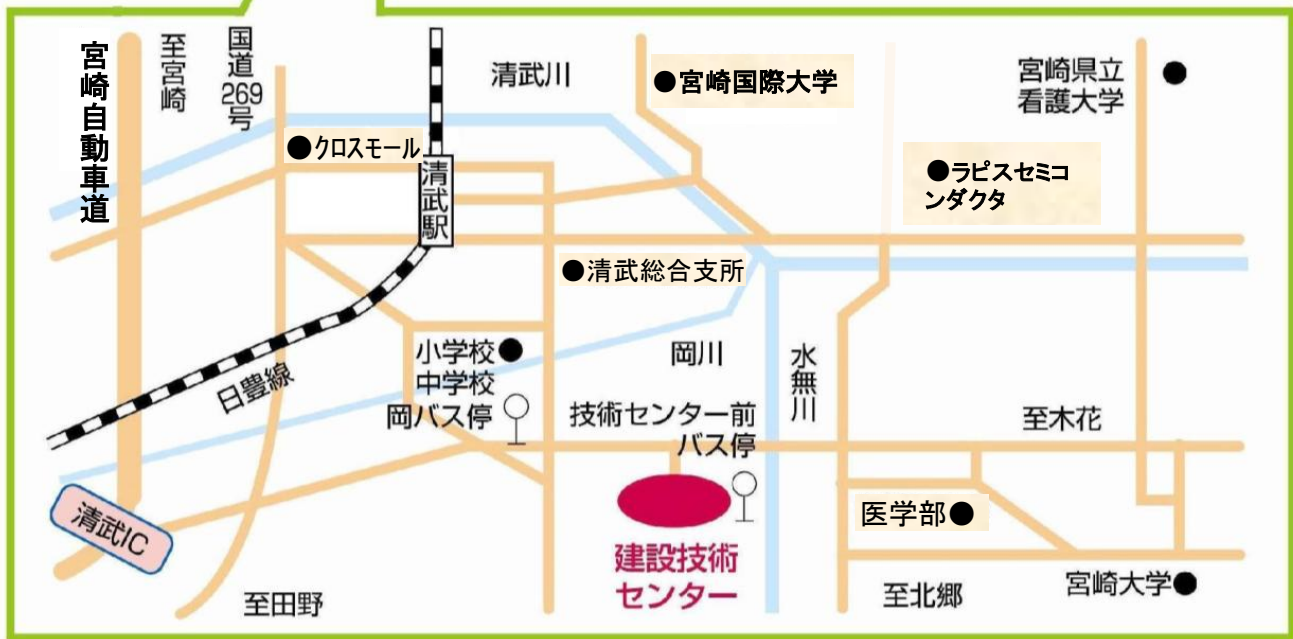 宮崎自動車道
至宮崎
国道
269
号
清武川
●宮崎国際大学
宮崎県立
看護大学
●
●クロスモール
清武駅
●ラピスセミコ
ンダクタ
●清武総合支所
日豊線
小学校●
中学校
岡バス停
岡川
水無川
技術センター前
バス停
至木花
清武IC
医学部●
建設技術
センター
至田野
至北郷
宮崎大学●